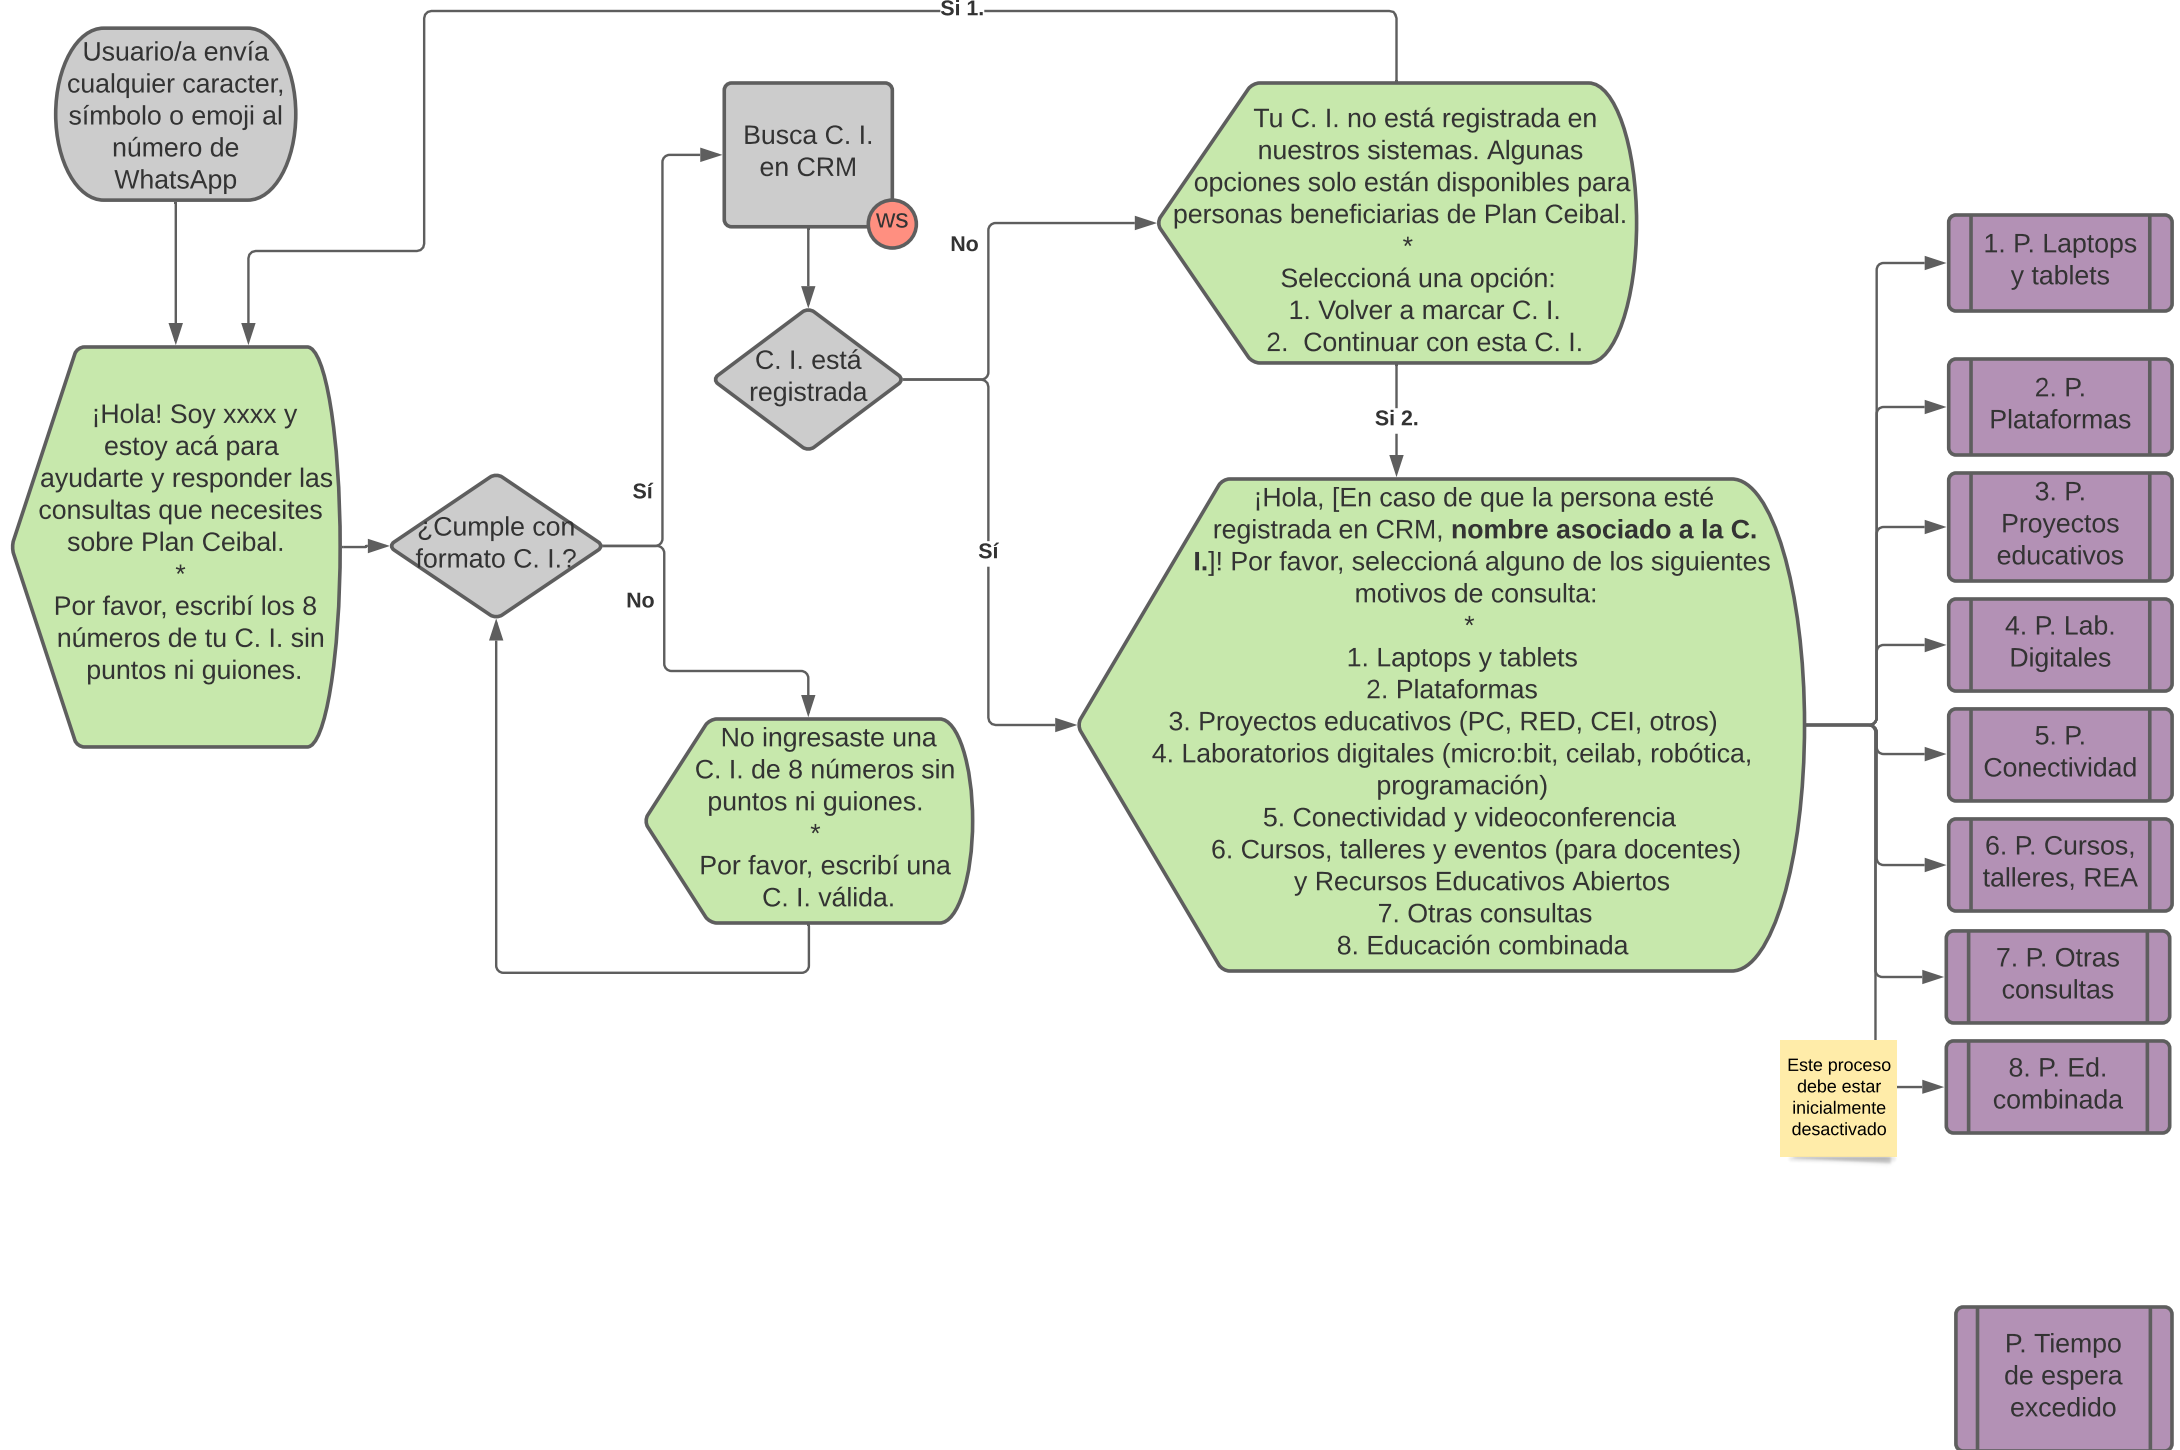 Si 1.
Usuario/a envía
cualquier caracter,
símbolo o emoji al
número de
WhatsApp
¡Hola! Soy xxxx y
estoy acá para
ayudarte y responder las
consultas que necesites
sobre Plan Ceibal.
*
Por favor, escribí los 8
números de tu C. I. sin
puntos ni guiones.
¿Cumple con
formato C. I.?
Sí
No
Busca C. I.
en CRM
ws
C. I. está
registrada
No
Sí
No ingresaste una
C. I. de 8 números sin
puntos ni guiones.
*
Por favor, escribí una
C. I. válida.
Tu C. I. no está registrada en
nuestros sistemas. Algunas
opciones solo están disponibles para
personas beneficiarias de Plan Ceibal.
*
Seleccioná una opción:
1. Volver a marcar C. I.
2. Continuar con esta C. I.
Si 2.
¡Hola, [En caso de que la persona esté
registrada en CRM, nombre asociado a la C.
I.]! Por favor, seleccioná alguno de los siguientes
motivos de consulta:
*
1. Laptops y tablets
2. Plataformas
3. Proyectos educativos (PC, RED, CEI, otros)
4. Laboratorios digitales (micro:bit, ceilab, robótica,
programación)
5. Conectividad y videoconferencia
6. Cursos, talleres y eventos (para docentes)
y Recursos Educativos Abiertos
7. Otras consultas
8. Educación combinada
1. P. Laptops
y tablets
2. P.
Plataformas
3. P.
Proyectos
educativos
4. P. Lab.
Digitales
5. P.
Conectividad
6. P. Cursos,
talleres, REA
7. P. Otras
consultas
Este proceso
debe estar
inicialmente
desactivado
8. P. Ed.
combinada
P. Tiempo
de espera
excedido